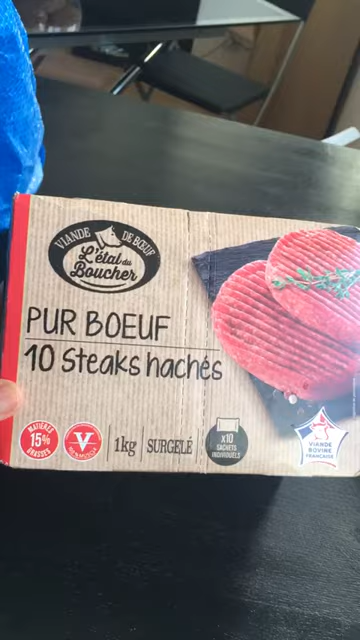 VIANDE DE BŒUF
L'étal du
Boucher
PUR BOEUF
10 Steaks hachés
MATIÈRES
15%
GRASSES
V
1kg
SURGELÉ
x10
SACHETS
INDIVIDUELS
VIANDE
BOVINE
FRANÇAISE